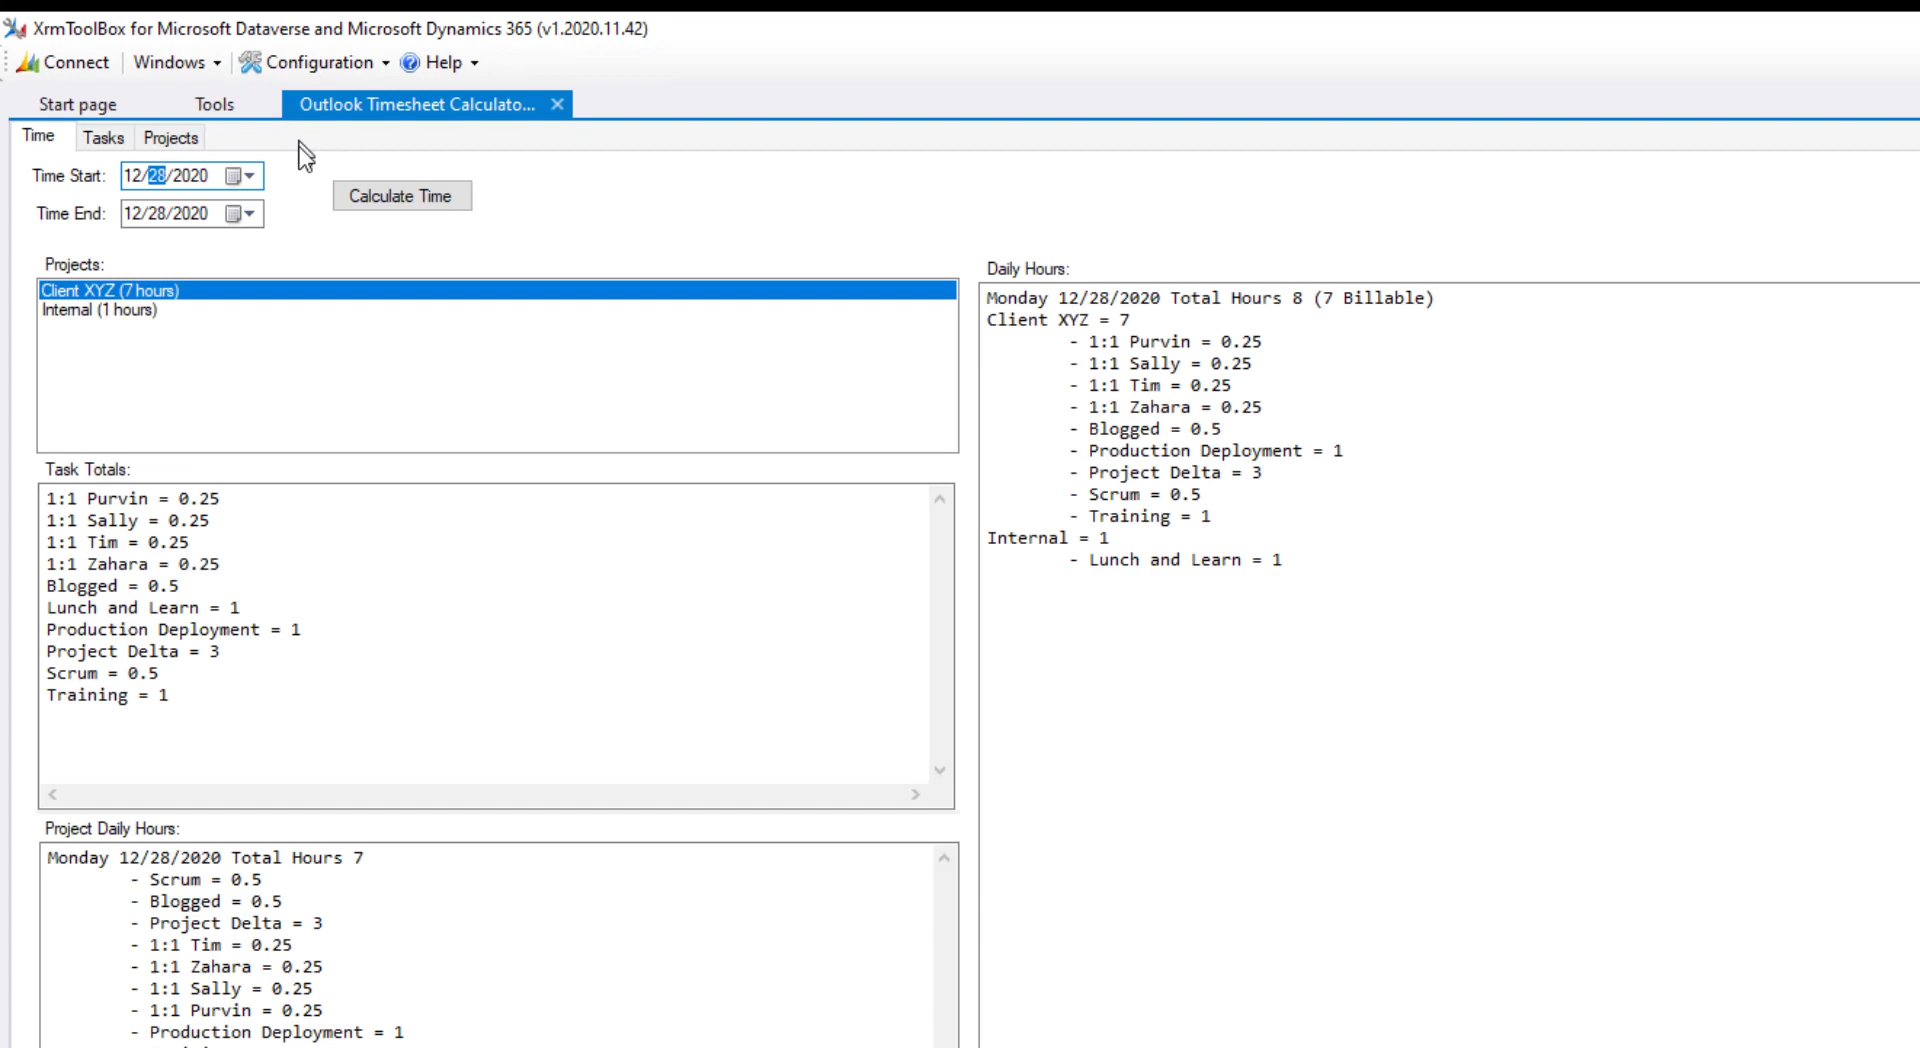 XrmToolBox for Microsoft Dataverse and Microsoft Dynamics 365 (v1.2020.11.42)
Connect Windows Configuration Help
Start page Tools Outlook Timesheet Calculato...
Time Tasks Projects
Time Start: 12/28/2020
Calculate Time
Time End: 12/28/2020
Projects:
Client XYZ (7 hours)
Internal (1 hours)
Task Totals:
1:1 Purvin = 0.25
1:1 Sally = 0.25
1:1 Tim = 0.25
1:1 Zahara = 0.25
Blogged = 0.5
Lunch and Learn = 1
Production Deployment = 1
Project Delta = 3
Scrum = 0.5
Training = 1
Project Daily Hours:
Monday 12/28/2020 Total Hours 7
- Scrum = 0.5
- Blogged = 0.5
- Project Delta = 3
- 1:1 Tim = 0.25
- 1:1 Zahara = 0.25
- 1:1 Sally = 0.25
- 1:1 Purvin = 0.25
- Production Deployment = 1
Daily Hours:
Monday 12/28/2020 Total Hours 8 (7 Billable)
Client XYZ = 7
- 1:1 Purvin = 0.25
- 1:1 Sally = 0.25
- 1:1 Tim = 0.25
- 1:1 Zahara = 0.25
- Blogged = 0.5
- Production Deployment = 1
- Project Delta = 3
- Scrum = 0.5
- Training = 1
Internal = 1
- Lunch and Learn = 1